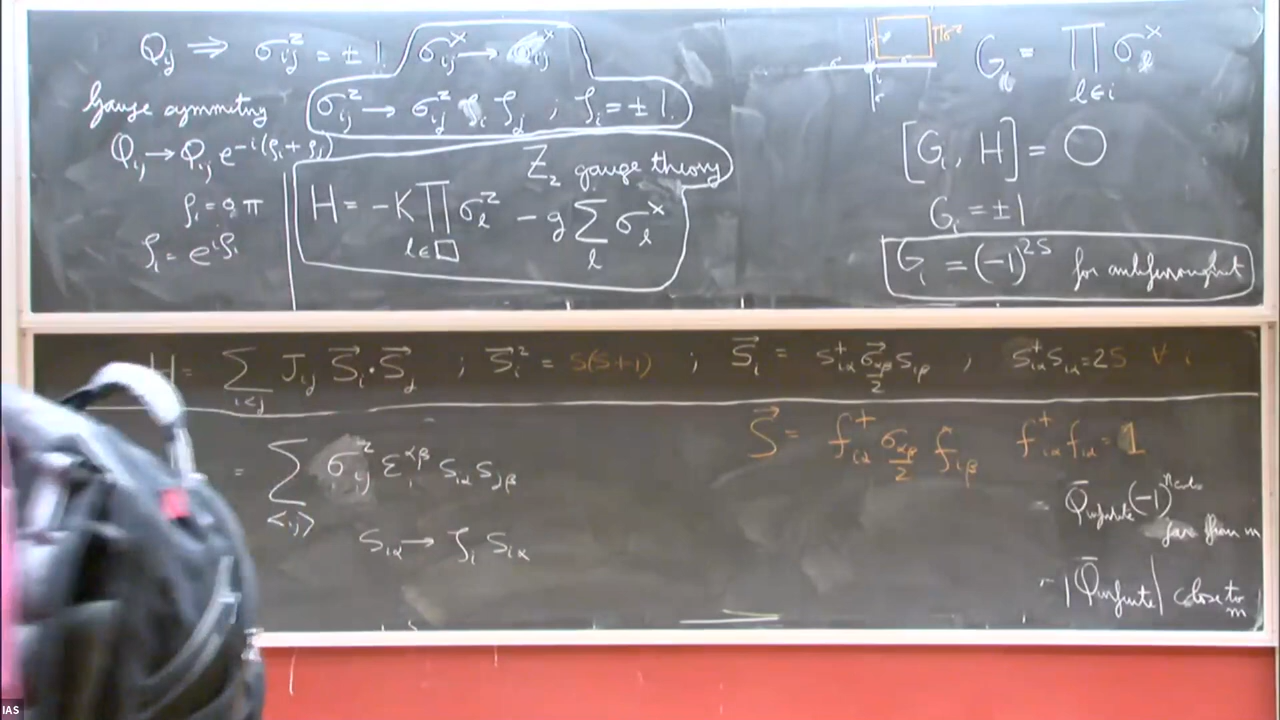 Q_ij ⇒ σ^z_ij = ± 1. σ^x_ij → σ^x_ij
Gauge symmetry σ^z_ij → σ^z_ij ζ_i ζ_j ; ζ_i = ± 1.
Q_ij → Q_ij e^{-i(ρ_i + ρ_j)}
ρ_i = 0, π
ζ_i = e^{iρ_i}
Z_2 gauge theory
H = -K ∏_{l∈□} σ^z_l - g ∑_l σ^x_l
∏σ^z
G_i = ∏_{l∈i} σ^x_l
[G_i, H] = 0
G_i = ±1
G_i = (-1)^{2S} for antiferromagnet
H = ∑_{i<j} J_ij S⃗_i · S⃗_j ; S⃗_i^2 = S(S+1) ; S⃗_i = s^+_{iα} σ⃗_{αβ}/2 s_{iβ} ; s^+_{iα} s_{iα} = 2S ∀ i
= ∑_{<ij>} σ^z_ij ε^{αβ} s_{iα} s_{jβ}
s_{iα} → ζ_i s_{iα}
S⃗ = f^+_{iα} σ_{αβ}/2 f_{iβ} f^+_{iα} f_{iα} = 1
far from m
close to m
IAS